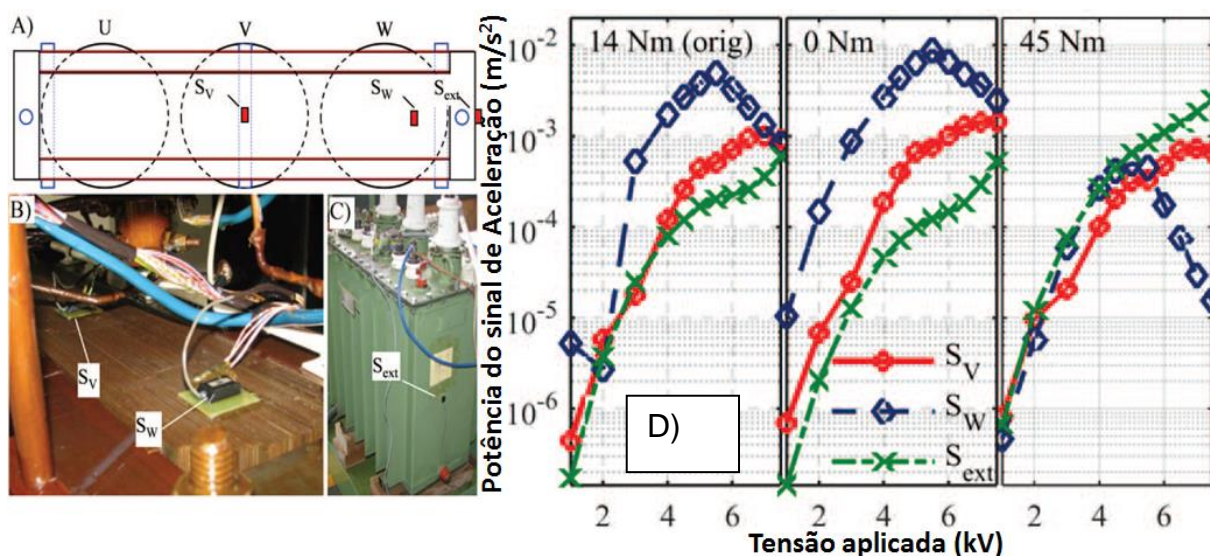 A)
U
V
W
S_V
S_W
S_ext
B)
S_V
S_W
C)
S_ext
Potência do sinal de Aceleração (m/s²)
10⁻²
10⁻³
10⁻⁴
10⁻⁵
10⁻⁶
14 Nm (orig)
0 Nm
45 Nm
D)
S_V
S_W
S_ext
2 4 6
2 4 6
2 4 6
Tensão aplicada (kV)